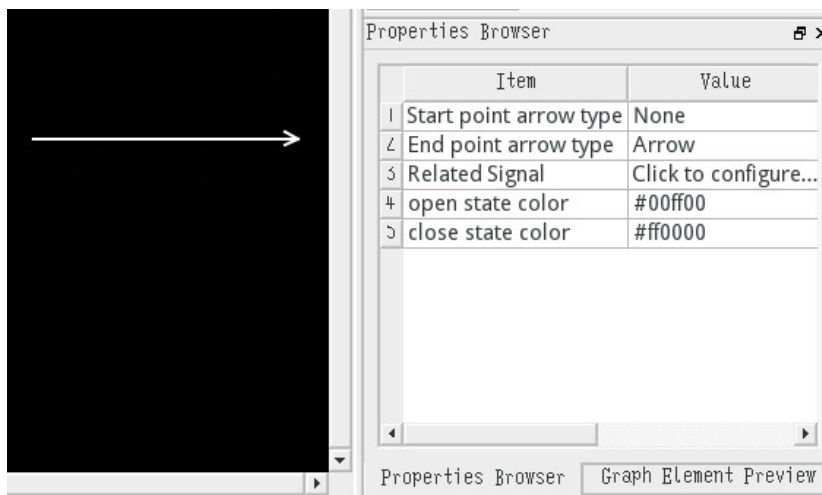 Properties Browser
Item Value
1 Start point arrow type None
2 End point arrow type Arrow
3 Related Signal Click to configure...
4 open state color #00ff00
5 close state color #ff0000
Properties Browser Graph Element Preview